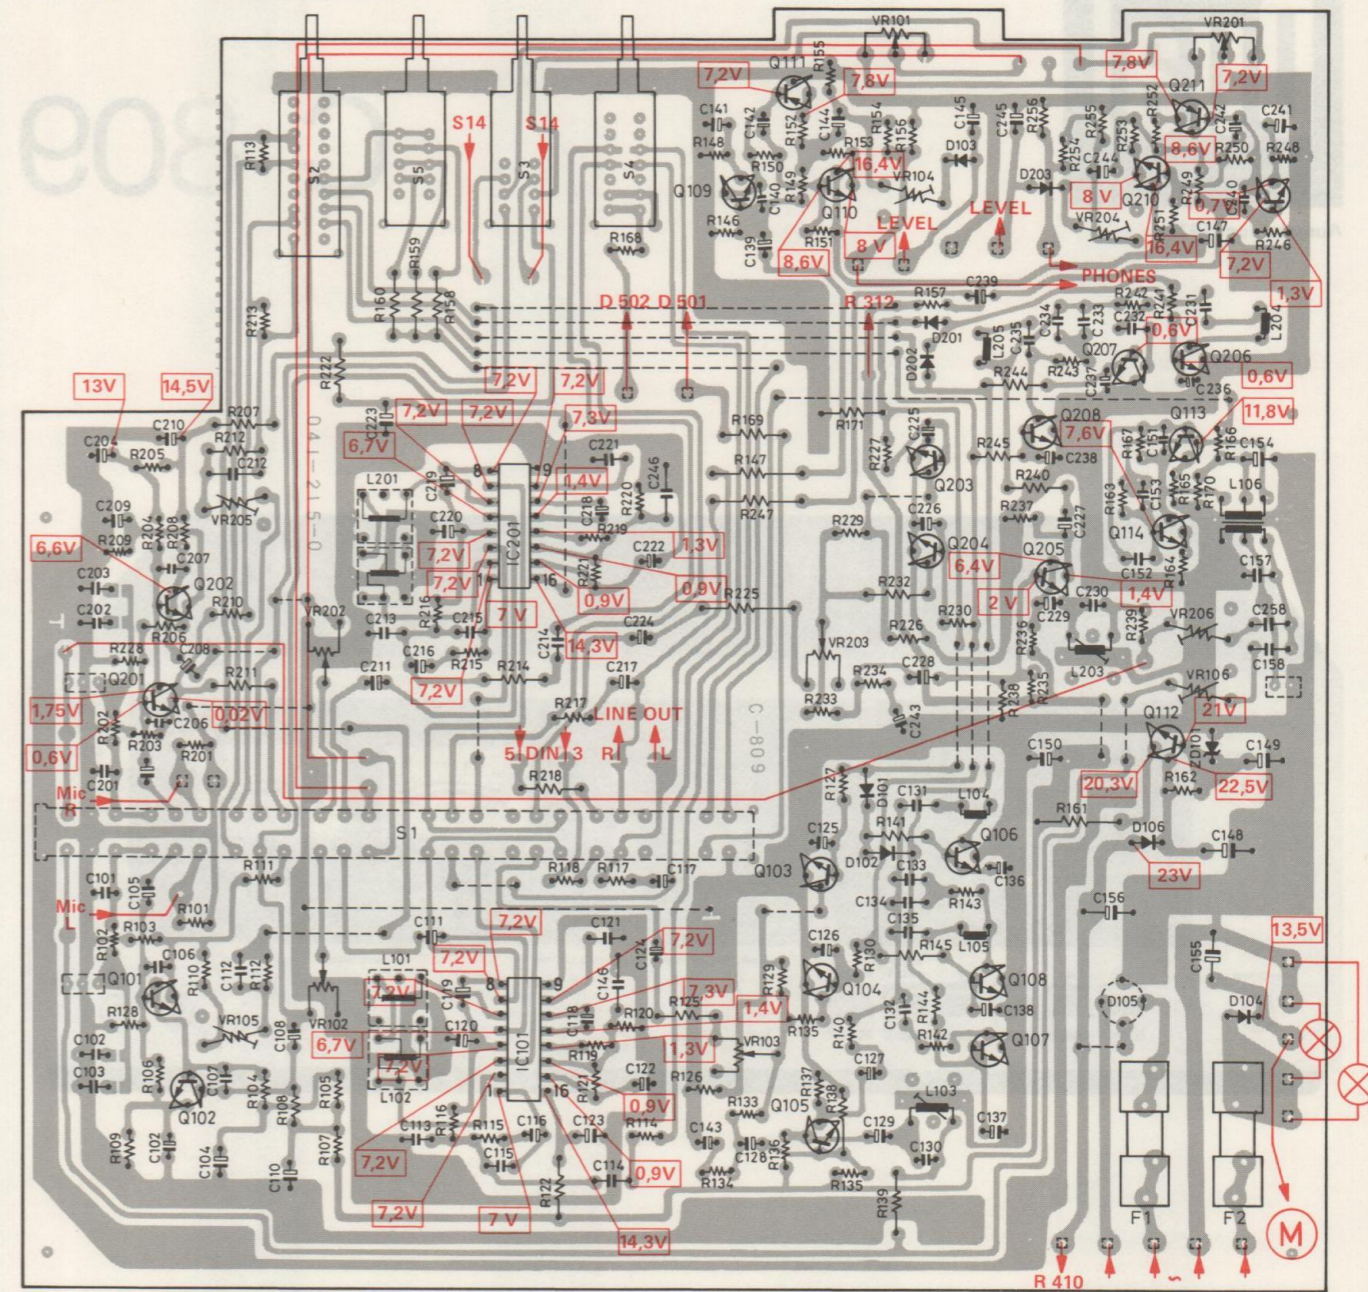 VR101
VR201
7,2V
Q111
R155
7,8V
7,8V
7,2V
Q211
C141
C142
R152
C144
R154
R156
C145
C245
R256
R255
R253
R252
C242
C241
S14
S14
R113
S2
S5
S3
S4
R148
R150
R149
R153
16,4V
D103
R254
C244
8,6V
R250
R248
Q109
C140
Q110
VR104
D203
8 V
Q210
R249
0,7V
C240
R146
R151
LEVEL
LEVEL
VR204
R251
C147
R246
R159
R168
C139
8,6V
8 V
16,4V
7,2V
PHONES
1,3V
R160
R158
D 502
D 501
R 312
R157
C239
C234
C233
R242
R241
C231
C232
L204
R213
D201
L205
C235
0,6V
R222
D202
R243
Q207
Q206
R244
C237
C236
0,6V
13V
14,5V
7,2V
7,2V
C210
R207
C223
7,2V
7,2V
7,3V
R169
R171
C225
Q208
Q113
11,8V
C204
R212
6,7V
R227
7,6V
R167
C151
R166
C154
R205
C212
C221
R147
R245
C238
L201
C219
8
9
1,4V
C246
Q203
R240
R163
C153
R165
R170
L106
C209
VR205
C218
R220
R247
041-215-0
R204
R208
C220
IC201
R219
C226
R237
C227
Q114
R209
C222
1,3V
R229
Q204
6,6V
C207
7,2V
Q205
C152
R164
C157
C203
Q202
7,2V
1
16
R221
0,9V
0,9V
6,4V
R232
1,4V
R210
R216
7 V
R225
2 V
C229
C230
C202
VR202
C213
C215
C214
C224
R230
R239
VR206
C258
R206
14,3V
R226
VR203
R236
R228
C208
C211
C216
R215
R214
C217
R234
C228
L203
C158
Q201
R211
7,2V
R235
VR106
1,75V
0,02V
R217
LINE OUT
R233
C243
R238
21V
R202
C206
Q112
R203
0,6V
R201
5 DIN 3
R
L
C-809
C150
D101
C149
C201
Mic
R
R218
R127
D101
C131
L104
20,3V
22,5V
R162
R161
S1
C125
R141
Q106
D106
C148
R111
Q103
D102
C133
C136
23V
C101
C105
R118
R117
C117
R143
C134
C156
Mic
L
R101
C135
R102
R103
C111
7,2V
C121
C126
R130
R145
L105
13,5V
7,2V
7,2V
C124
C155
C106
R110
C112
R112
L101
R129
Q101
C119
8
9
C146
7,3V
Q104
Q108
D105
D104
R128
7,2V
R125
1,4V
C132
R144
C138
VR105
VR102
C118
R120
R135
R140
C108
C120
IC101
6,7V
R119
1,3V
VR103
R142
Q107
C102
7,2V
C103
R106
C107
R104
R105
L102
1
16
R121
C122
R126
R137
C127
R108
0,9V
R138
L103
Q102
R116
R133
Q105
R109
C102
R107
C113
R115
C116
C123
R114
C143
C128
R136
C129
C137
C104
7,2V
C115
0,9V
C130
C110
C114
R134
R135
R122
R139
7,2V
7 V
F1
F2
M
14,3V
R 410
~